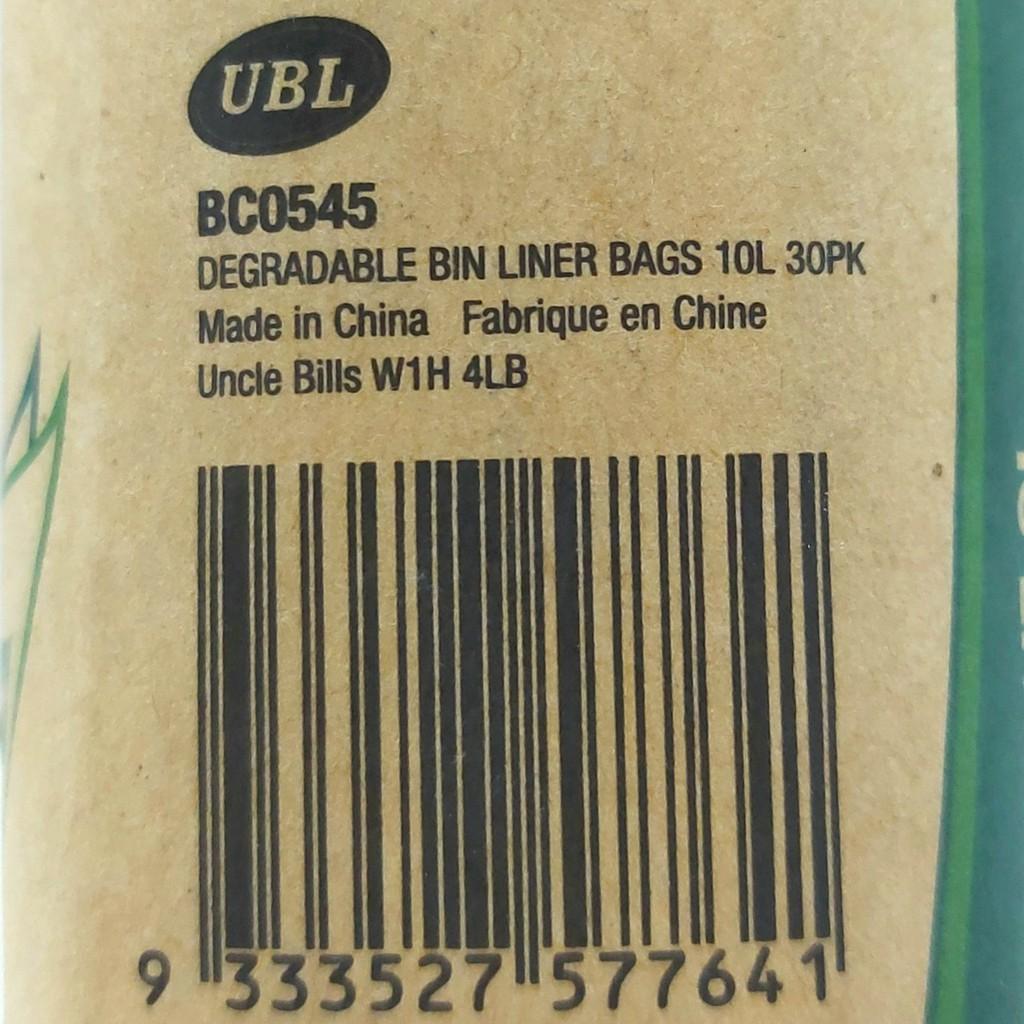 UBL
BC0545
DEGRADABLE BIN LINER BAGS 10L 30PK
Made in China Fabrique en Chine
Uncle Bills W1H 4LB
9 333527 577641